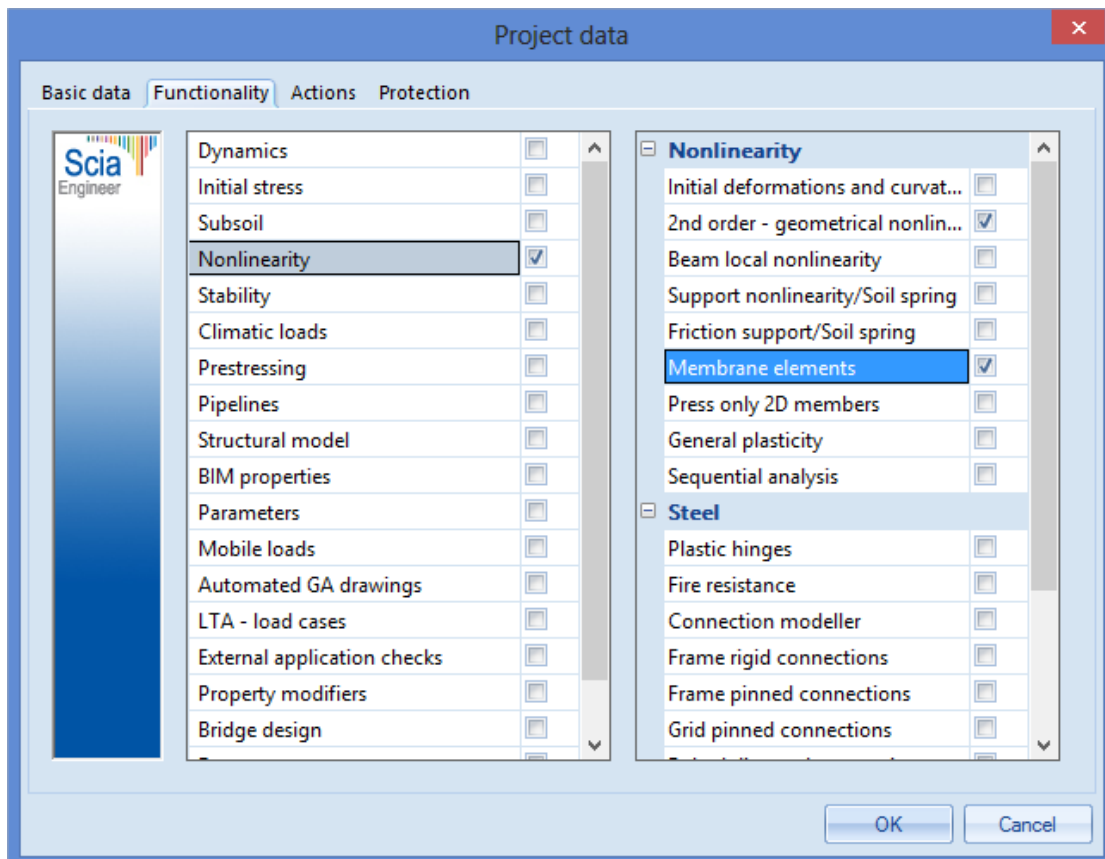 Project data
Basic data Functionality Actions Protection
Scia
Engineer
Dynamics
Initial stress
Subsoil
Nonlinearity
Stability
Climatic loads
Prestressing
Pipelines
Structural model
BIM properties
Parameters
Mobile loads
Automated GA drawings
LTA - load cases
External application checks
Property modifiers
Bridge design
Nonlinearity
Initial deformations and curvat...
2nd order - geometrical nonlin...
Beam local nonlinearity
Support nonlinearity/Soil spring
Friction support/Soil spring
Membrane elements
Press only 2D members
General plasticity
Sequential analysis
Steel
Plastic hinges
Fire resistance
Connection modeller
Frame rigid connections
Frame pinned connections
Grid pinned connections
OK Cancel